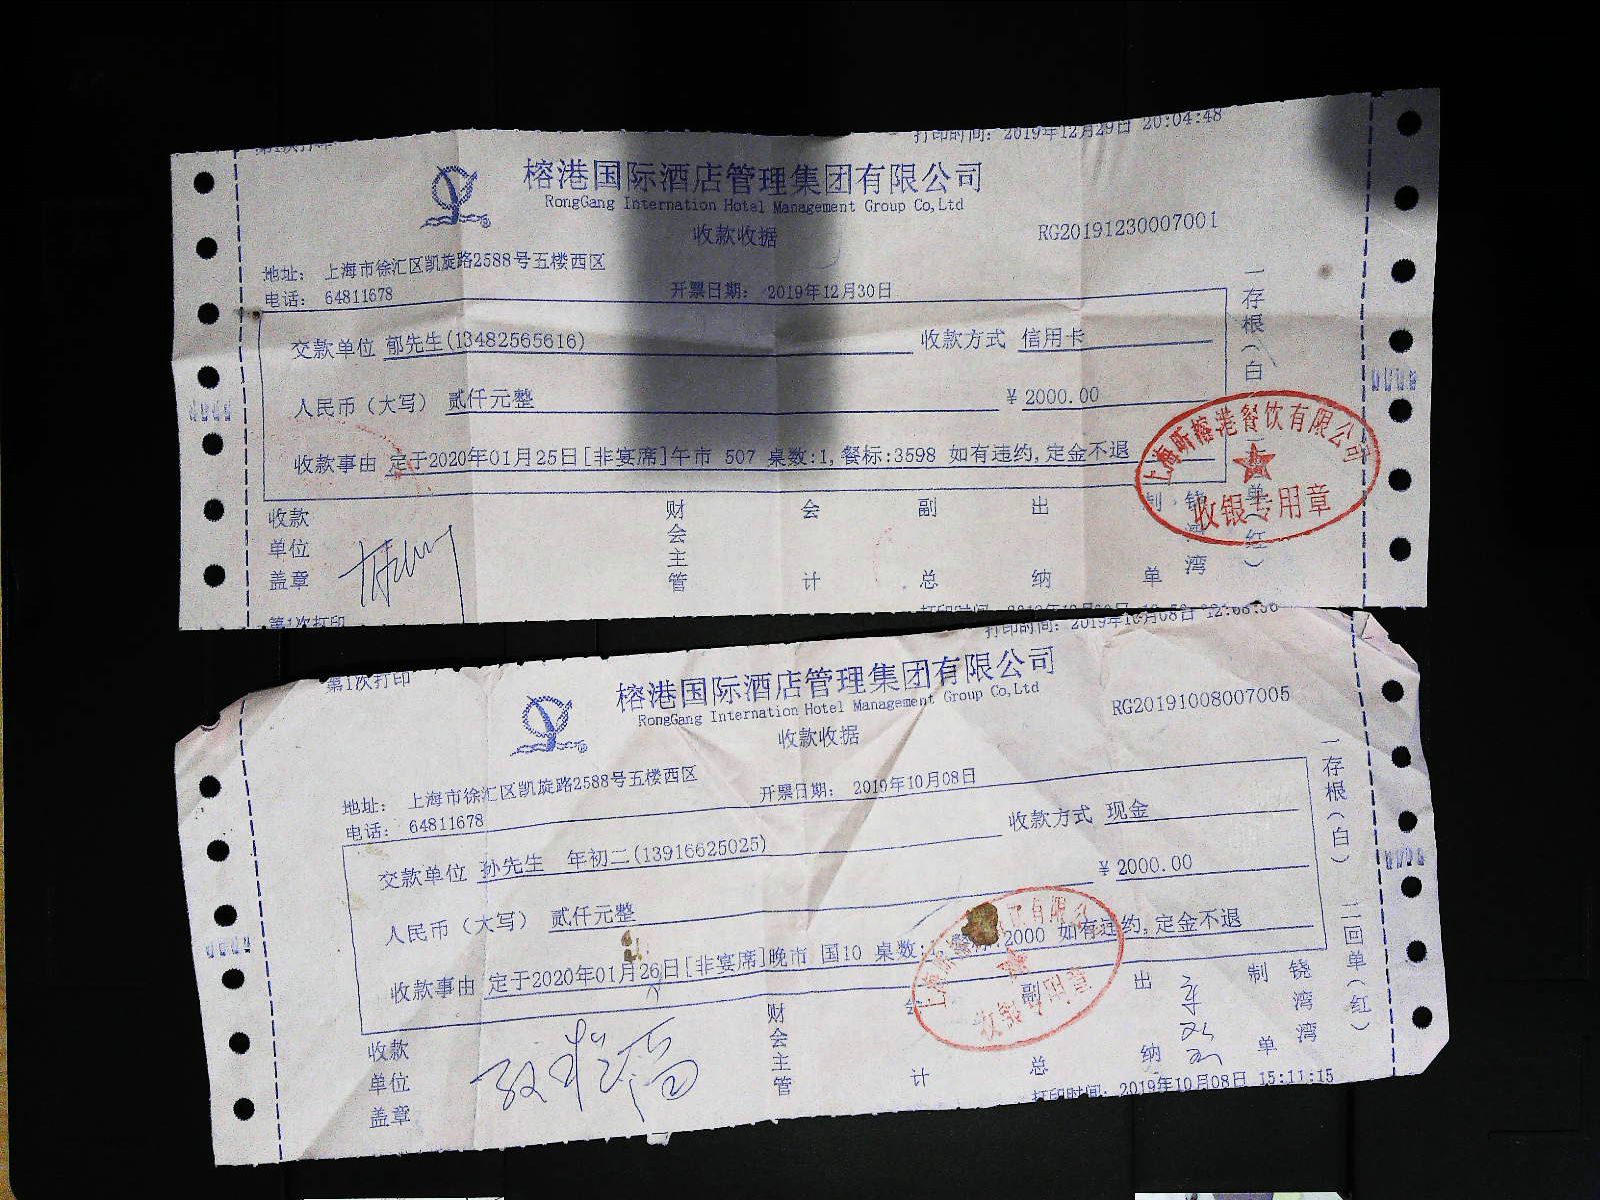 打印时间: 2019年12月29日 20:04:48
榕港国际酒店管理集团有限公司
RongGang Internation Hotel Management Group Co,Ltd
收款收据
RG20191230007001
地址: 上海市徐汇区凯旋路2588号五楼西区
电话: 64811678
开票日期: 2019年12月30日
交款单位 郁先生(13482565616) 收款方式 信用卡
人民币（大写） 贰仟元整 ¥ 2000.00
收款事由 定于2020年01月25日[非宴席]午市 507 桌数:1,餐标:3598 如有违约,定金不退
收款单位盖章 财会主管 会计 副总 出纳 制单
一存根（白）
单（红）
榕港餐饮有限公司
收银专用章
第1次打印
第1次打印
打印时间: 2019年10月08日
榕港国际酒店管理集团有限公司
RongGang Internation Hotel Management Group Co,Ltd
收款收据
RG20191008007005
地址: 上海市徐汇区凯旋路2588号五楼西区
电话: 64811678
开票日期: 2019年10月08日
交款单位 孙先生 年初二(13916625025) 收款方式 现金
人民币（大写） 贰仟元整 ¥ 2000.00
收款事由 定于2020年01月26日[非宴席]晚市 国10 桌数: 2000 如有违约,定金不退
收款单位盖章 财会主管 会计 副总 出纳 制单 饶湾湾
一存根（白） 二回单（红）
有限公
收银专用章
打印时间: 2019年10月08日 15:11:15